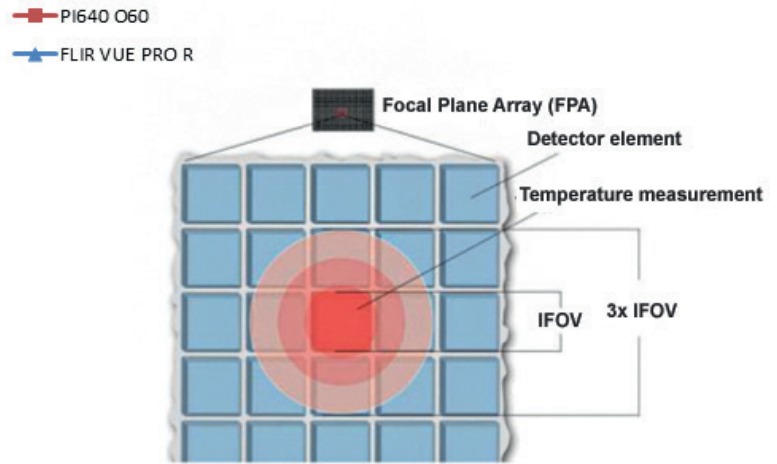 PI640 O60
FLIR VUE PRO R
Focal Plane Array (FPA)
Detector element
Temperature measurement
IFOV
3x IFOV